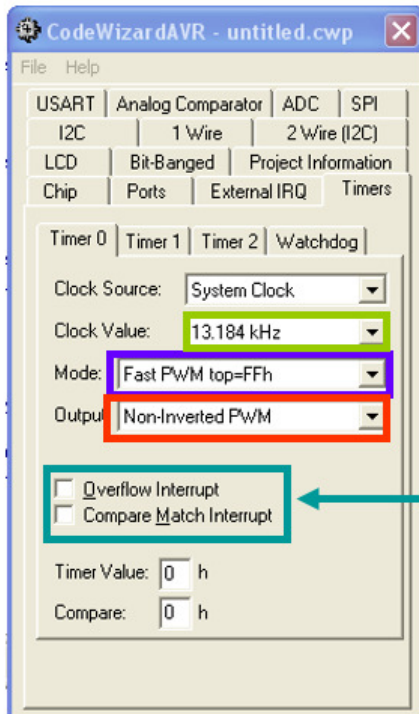 CodeWizardAVR - untitled.cwp
File Help
USART Analog Comparator ADC SPI
I2C 1 Wire 2 Wire (I2C)
LCD Bit-Banged Project Information
Chip Ports External IRQ Timers
Timer 0 Timer 1 Timer 2 Watchdog
Clock Source: System Clock
Clock Value: 13.184 kHz
Mode: Fast PWM top=FFh
Output Non-Inverted PWM
Overflow Interrupt
Compare Match Interrupt
Timer Value: 0 h
Compare: 0 h